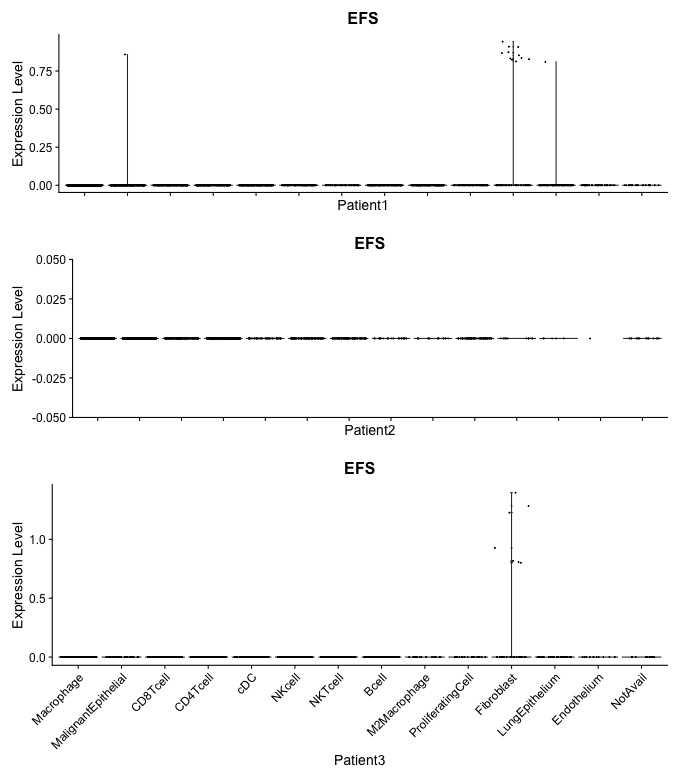 EFS
Expression Level
0.75
0.50
0.25
0.00
Patient1
EFS
Expression Level
0.050
0.025
0.000
-0.025
-0.050
Patient2
EFS
Expression Level
1.0
0.5
0.0
Macrophage
MalignantEpithelial
CD8Tcell
CD4Tcell
cDC
NKcell
NKTcell
Bcell
M2Macrophage
ProliferatingCell
Fibroblast
LungEpithelium
Endothelium
NotAvail
Patient3